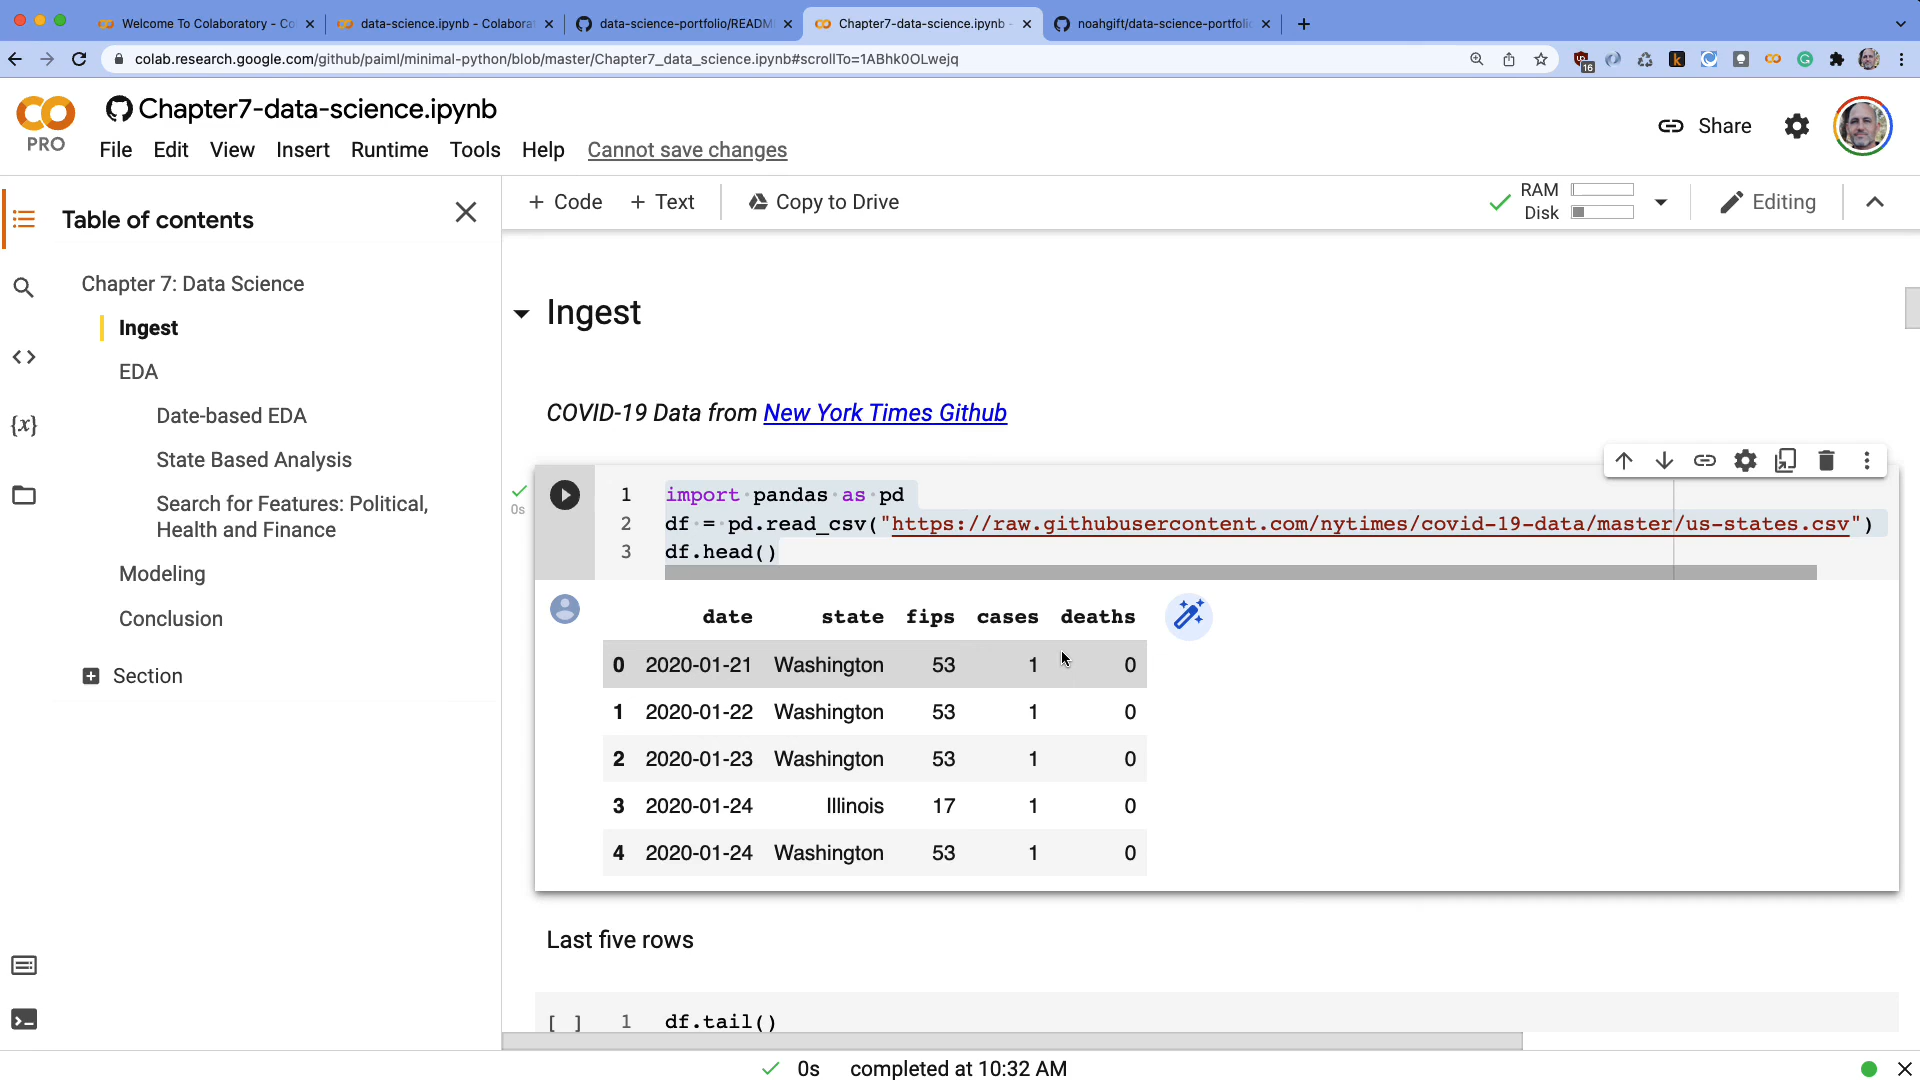 Welcome To Colaboratory - Co
data-science.ipynb - Colaborat
data-science-portfolio/READM
Chapter7-data-science.ipynb -
noahgift/data-science-portfoli
colab.research.google.com/github/paiml/minimal-python/blob/master/Chapter7_data_science.ipynb#scrollTo=1ABhk0OLwejq
16
k
PRO
Chapter7-data-science.ipynb
File Edit View Insert Runtime Tools Help Cannot save changes
Share
Table of contents
Chapter 7: Data Science
Ingest
EDA
Date-based EDA
State Based Analysis
Search for Features: Political,
Health and Finance
Modeling
Conclusion
Section
{x}
+ Code + Text Copy to Drive
RAM
Disk
Editing
Ingest
COVID-19 Data from New York Times Github
0s
1 import pandas as pd
2 df = pd.read_csv("https://raw.githubusercontent.com/nytimes/covid-19-data/master/us-states.csv")
3 df.head()
date state fips cases deaths
0 2020-01-21 Washington 53 1 0
1 2020-01-22 Washington 53 1 0
2 2020-01-23 Washington 53 1 0
3 2020-01-24 Illinois 17 1 0
4 2020-01-24 Washington 53 1 0
Last five rows
[ ] 1 df.tail()
0s completed at 10:32 AM